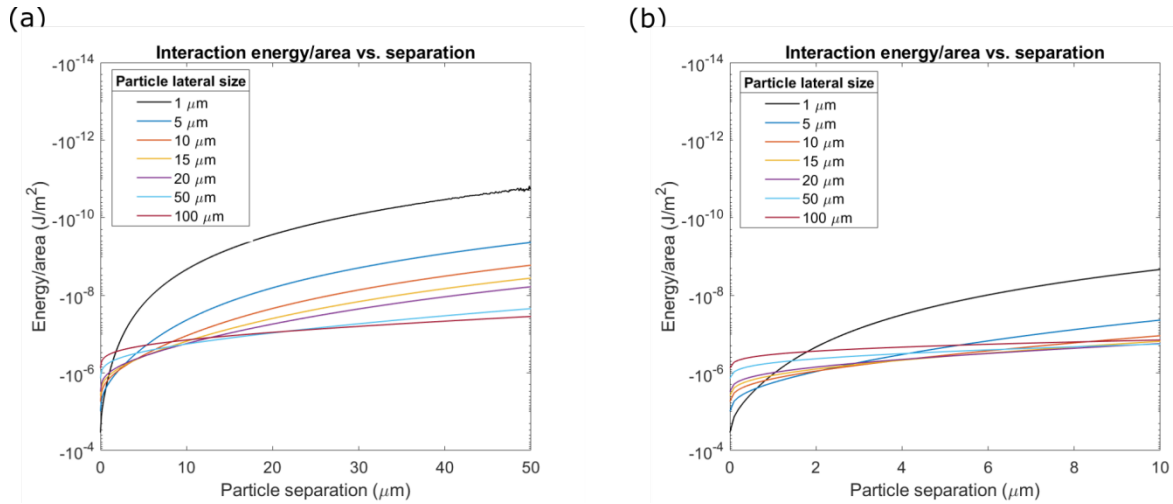 (a)
Interaction energy/area vs. separation
-10^-14
-10^-12
-10^-10
-10^-8
-10^-6
-10^-4
Energy/area (J/m²)
Particle lateral size
1 μm
5 μm
10 μm
15 μm
20 μm
50 μm
100 μm
0 10 20 30 40 50
Particle separation (μm)
(b)
Interaction energy/area vs. separation
-10^-14
-10^-12
-10^-10
-10^-8
-10^-6
-10^-4
Energy/area (J/m²)
Particle lateral size
1 μm
5 μm
10 μm
15 μm
20 μm
50 μm
100 μm
0 2 4 6 8 10
Particle separation (μm)